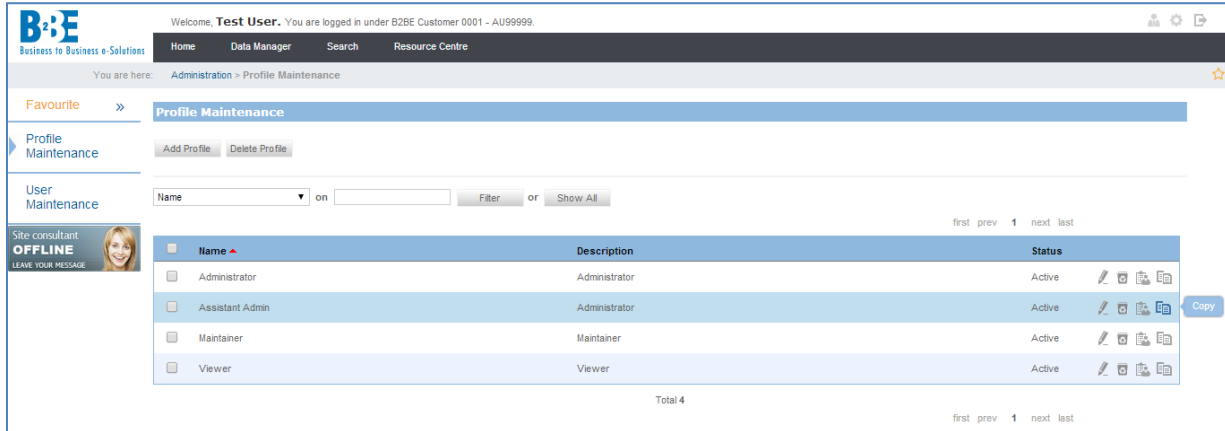 B2BE
Business to Business e-Solutions
Welcome, Test User. You are logged in under B2BE Customer 0001 - AU99999.
Home Data Manager Search Resource Centre
You are here: Administration > Profile Maintenance
Favourite »
Profile Maintenance
Profile
Maintenance
Add Profile Delete Profile
User
Maintenance
Name on Filter or Show All
first prev 1 next last
Site consultant
OFFLINE
LEAVE YOUR MESSAGE
Name Description Status
Administrator Administrator Active
Assistant Admin Administrator Active Copy
Maintainer Maintainer Active
Viewer Viewer Active
Total 4
first prev 1 next last